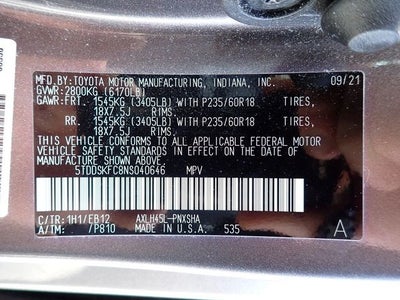 MFD.BY:TOYOTA MOTOR MANUFACTURING, INDIANA, INC. 09/21
GVWR:2800KG (6170LB)
GAWR:FRT. 1545KG (3405LB) WITH P235/60R18 TIRES,
18X7.5J RIMS,
RR. 1545KG (3405LB) WITH P235/60R18 TIRES,
18X7.5J RIMS.
THIS VEHICLE CONFORMS TO ALL APPLICABLE FEDERAL MOTOR
VEHICLE SAFETY STANDARDS IN EFFECT ON THE DATE OF
MANUFACTURE SHOWN ABOVE.
5TDDSKFC8NS040646 MPV
C/TR:1H1/EB12 AXLH45L-PNXSHA
A/TM: /P810 MADE IN U.S.A. 535 A